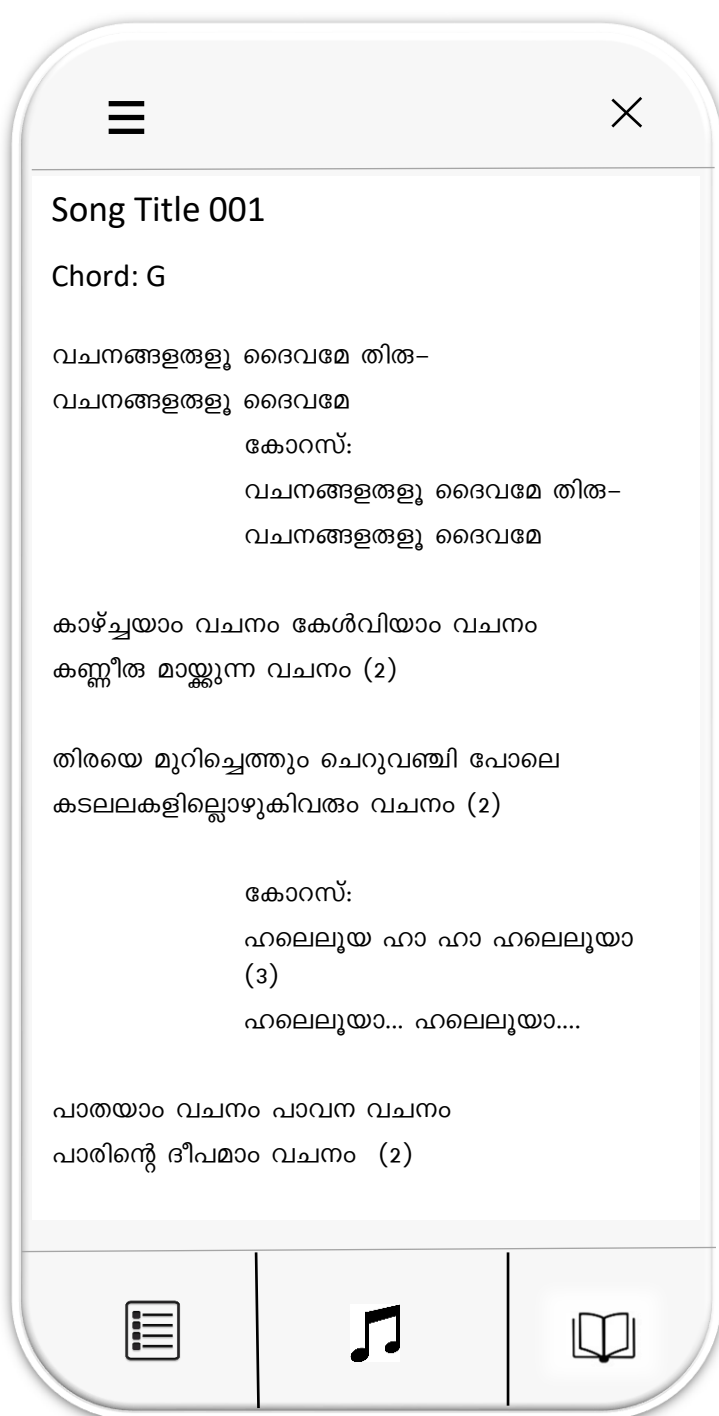 Song Title 001
Chord: G
വചനങ്ങളരുളൂ ദൈവമേ തിരു-
വചനങ്ങളരുളൂ ദൈവമേ
കോറസ്:
വചനങ്ങളരുളൂ ദൈവമേ തിരു-
വചനങ്ങളരുളൂ ദൈവമേ
കാഴ്ച്ചയാം വചനം കേൾവിയാം വചനം
കണ്ണീരു മായ്ക്കുന്ന വചനം (2)
തിരയെ മുറിച്ചെത്തും ചെറുവഞ്ചി പോലെ
കടലലകളില്ലൊഴുകിവരും വചനം (2)
കോറസ്:
ഹലെലൂയ ഹാ ഹാ ഹലെലൂയാ
(3)
ഹലെലൂയാ... ഹലെലൂയാ....
പാതയാം വചനം പാവന വചനം
പാരിന്റെ ദീപമാം വചനം (2)